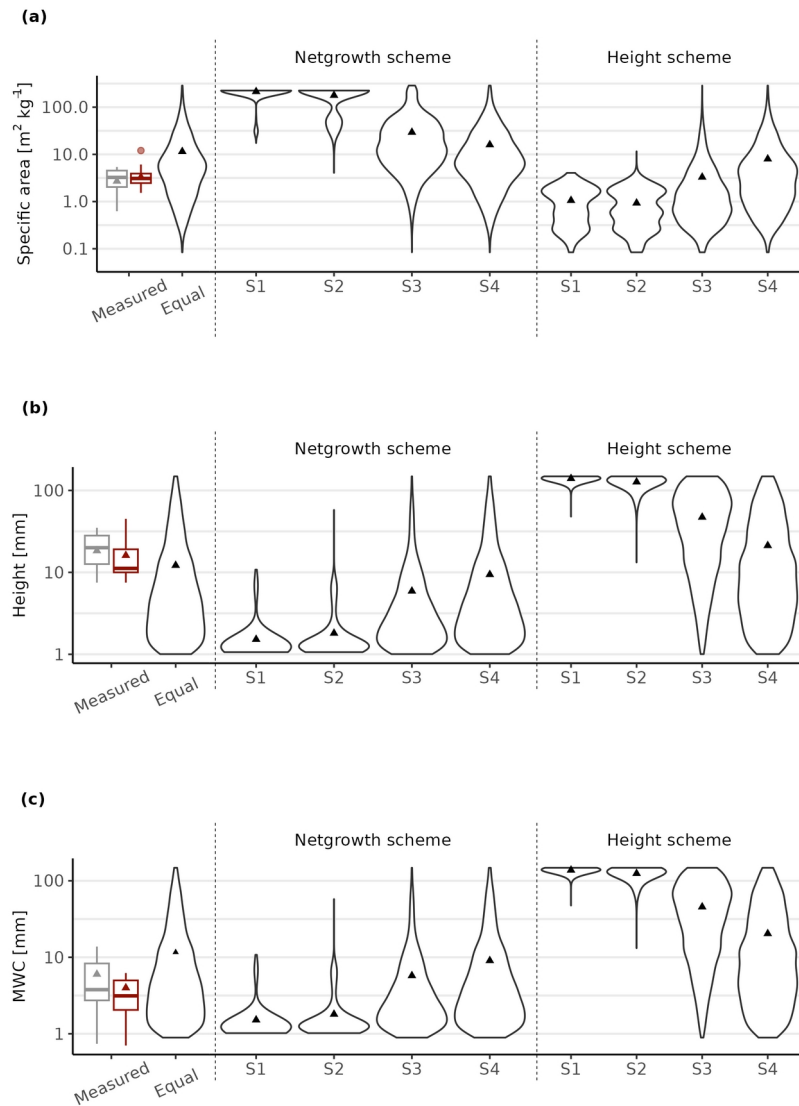 (a)
Netgrowth scheme Height scheme
Specific area [m² kg⁻¹]
100.0
10.0
1.0
0.1
Measured Equal S1 S2 S3 S4 S1 S2 S3 S4
(b)
Netgrowth scheme Height scheme
Height [mm]
100
10
1
Measured Equal S1 S2 S3 S4 S1 S2 S3 S4
(c)
Netgrowth scheme Height scheme
MWC [mm]
100
10
1
Measured Equal S1 S2 S3 S4 S1 S2 S3 S4